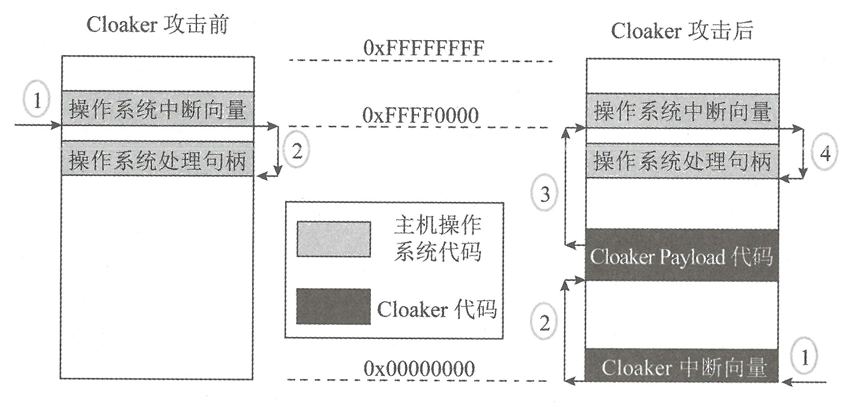 Cloaker 攻击前
0xFFFFFFFF
Cloaker 攻击后
1
操作系统中断向量
0xFFFF0000
操作系统中断向量
2
操作系统处理句柄
操作系统处理句柄
4
3
主机操作
系统代码
Cloaker Payload 代码
Cloaker 代码
2
0x00000000
Cloaker 中断向量
1